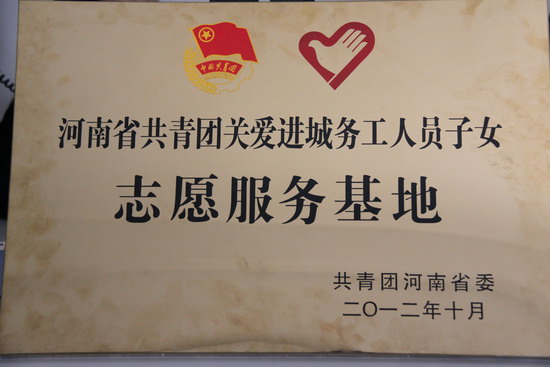 中国共青团
河南省共青团关爱进城务工人员子女
志愿服务基地
共青团河南省委
二〇一二年十月